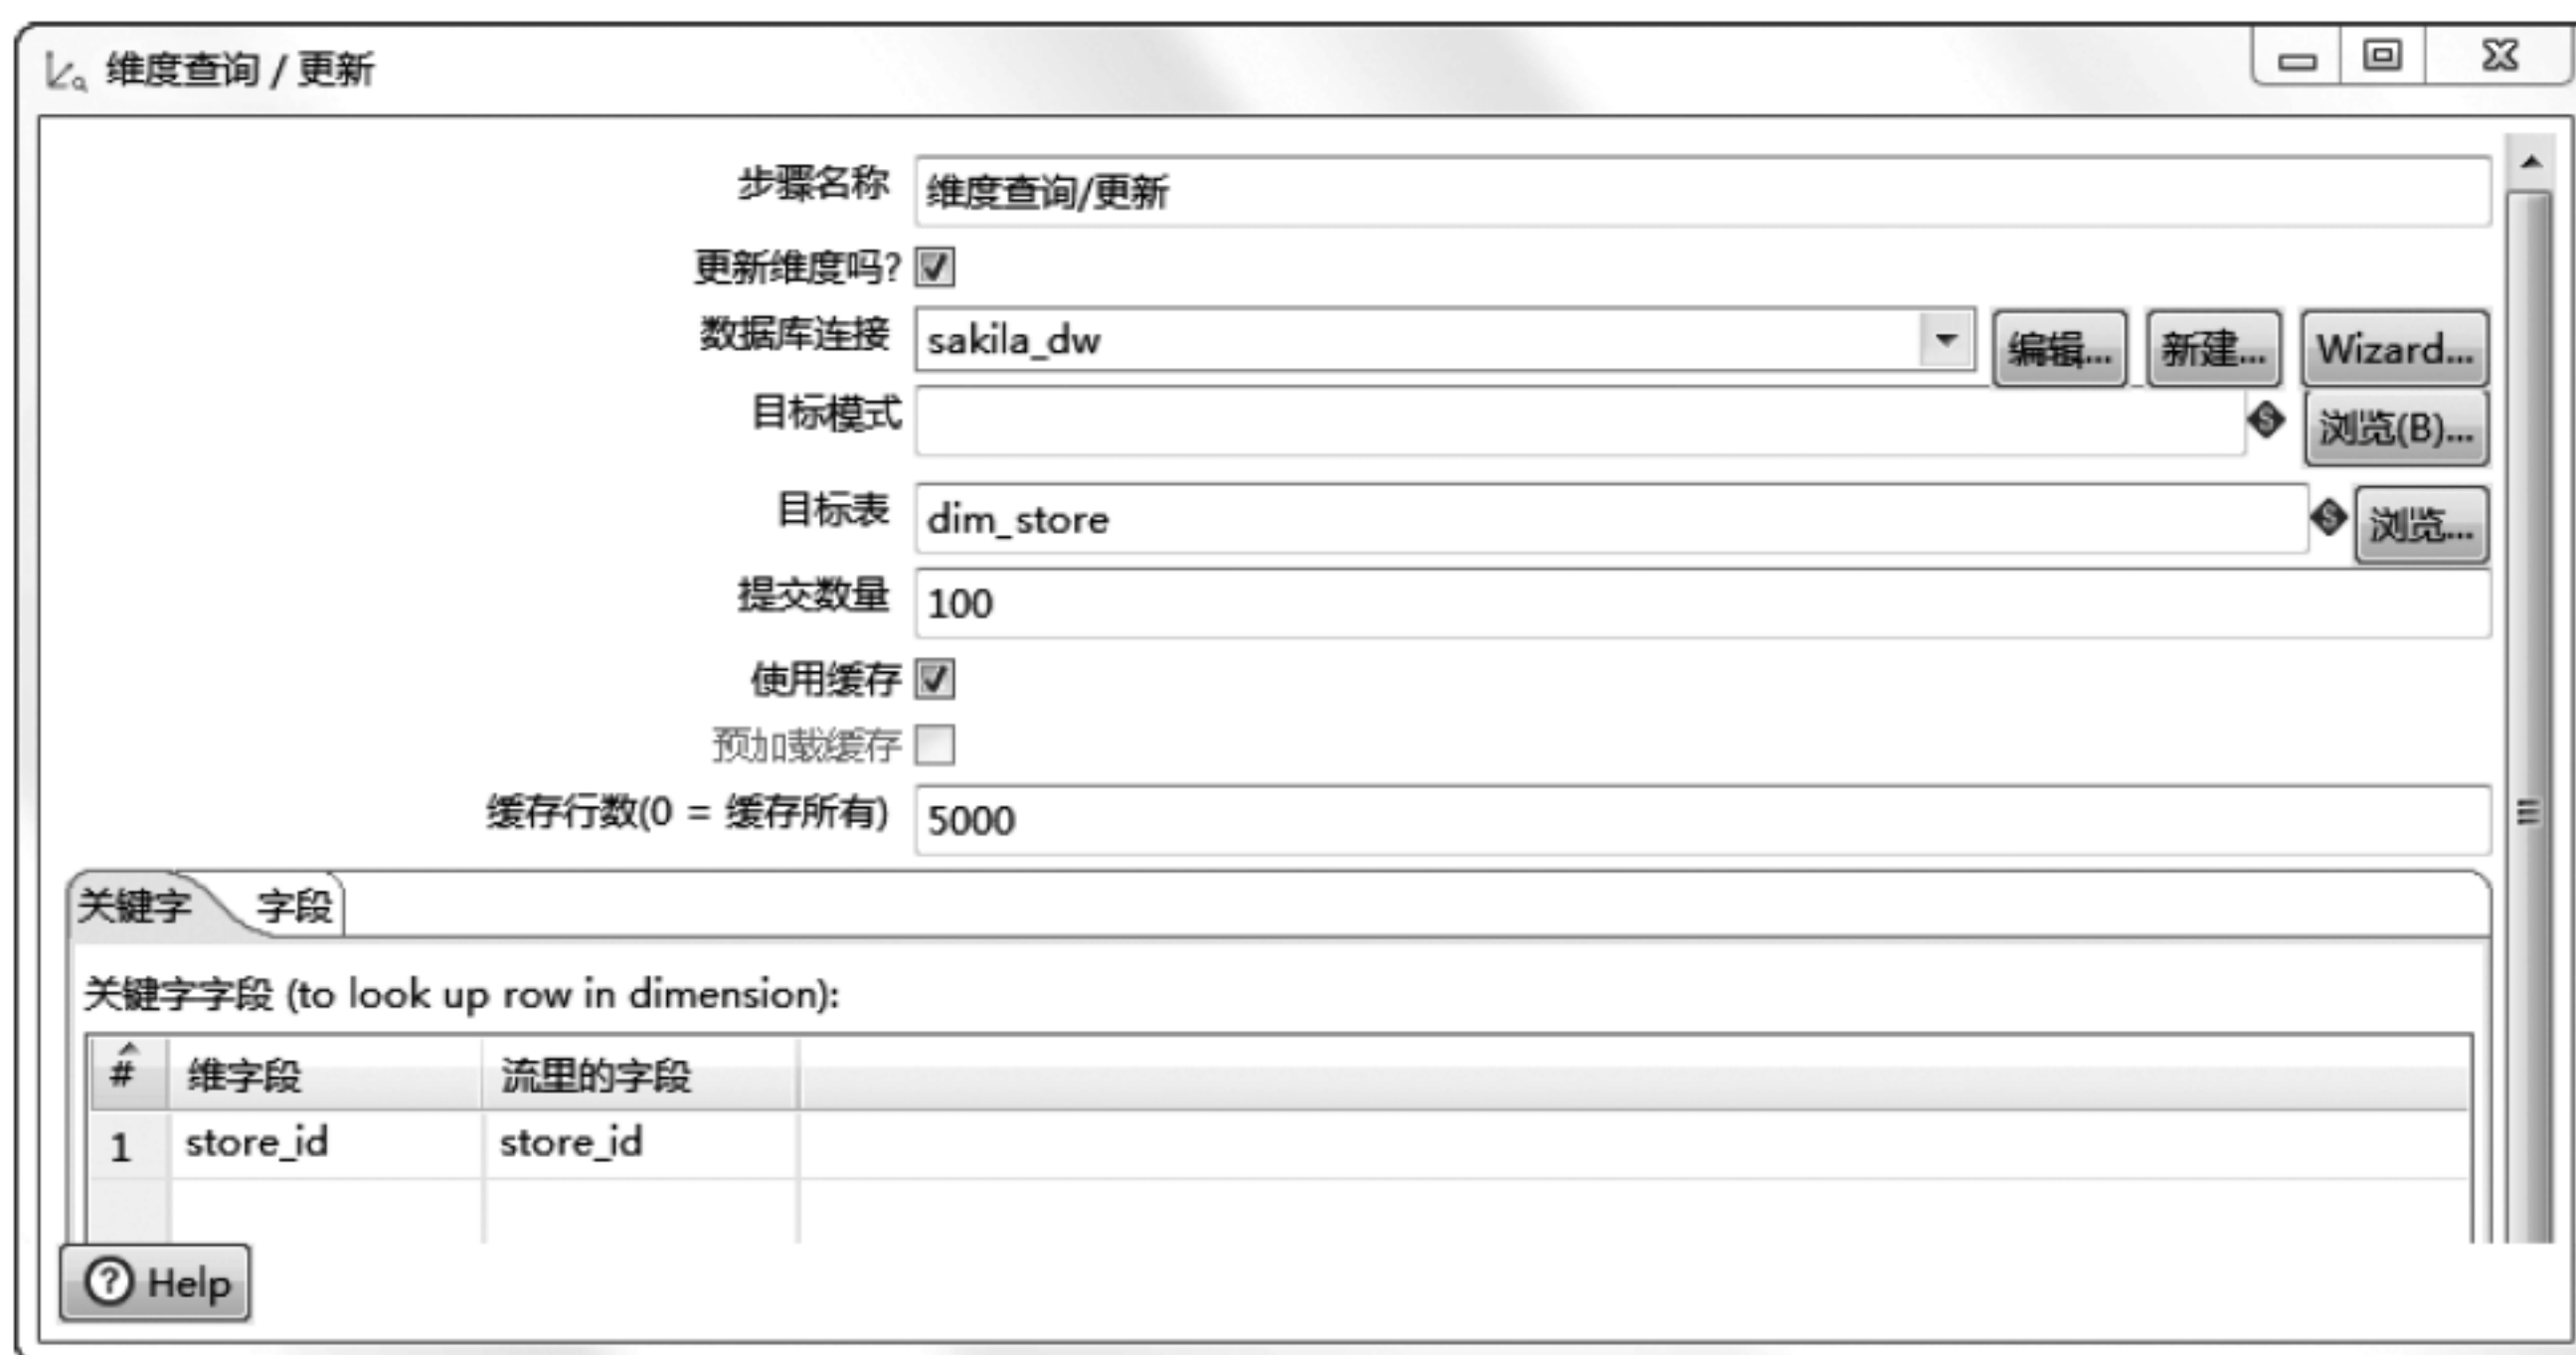 维度查询 / 更新
步骤名称 维度查询/更新
更新维度吗?
数据库连接 sakila_dw 编辑... 新建... Wizard...
目标模式 浏览(B)...
目标表 dim_store 浏览...
提交数量 100
使用缓存
预加载缓存
缓存行数(0 = 缓存所有) 5000
关键字 字段
关键字字段 (to look up row in dimension):
# 维字段 流里的字段
1 store_id store_id
Help